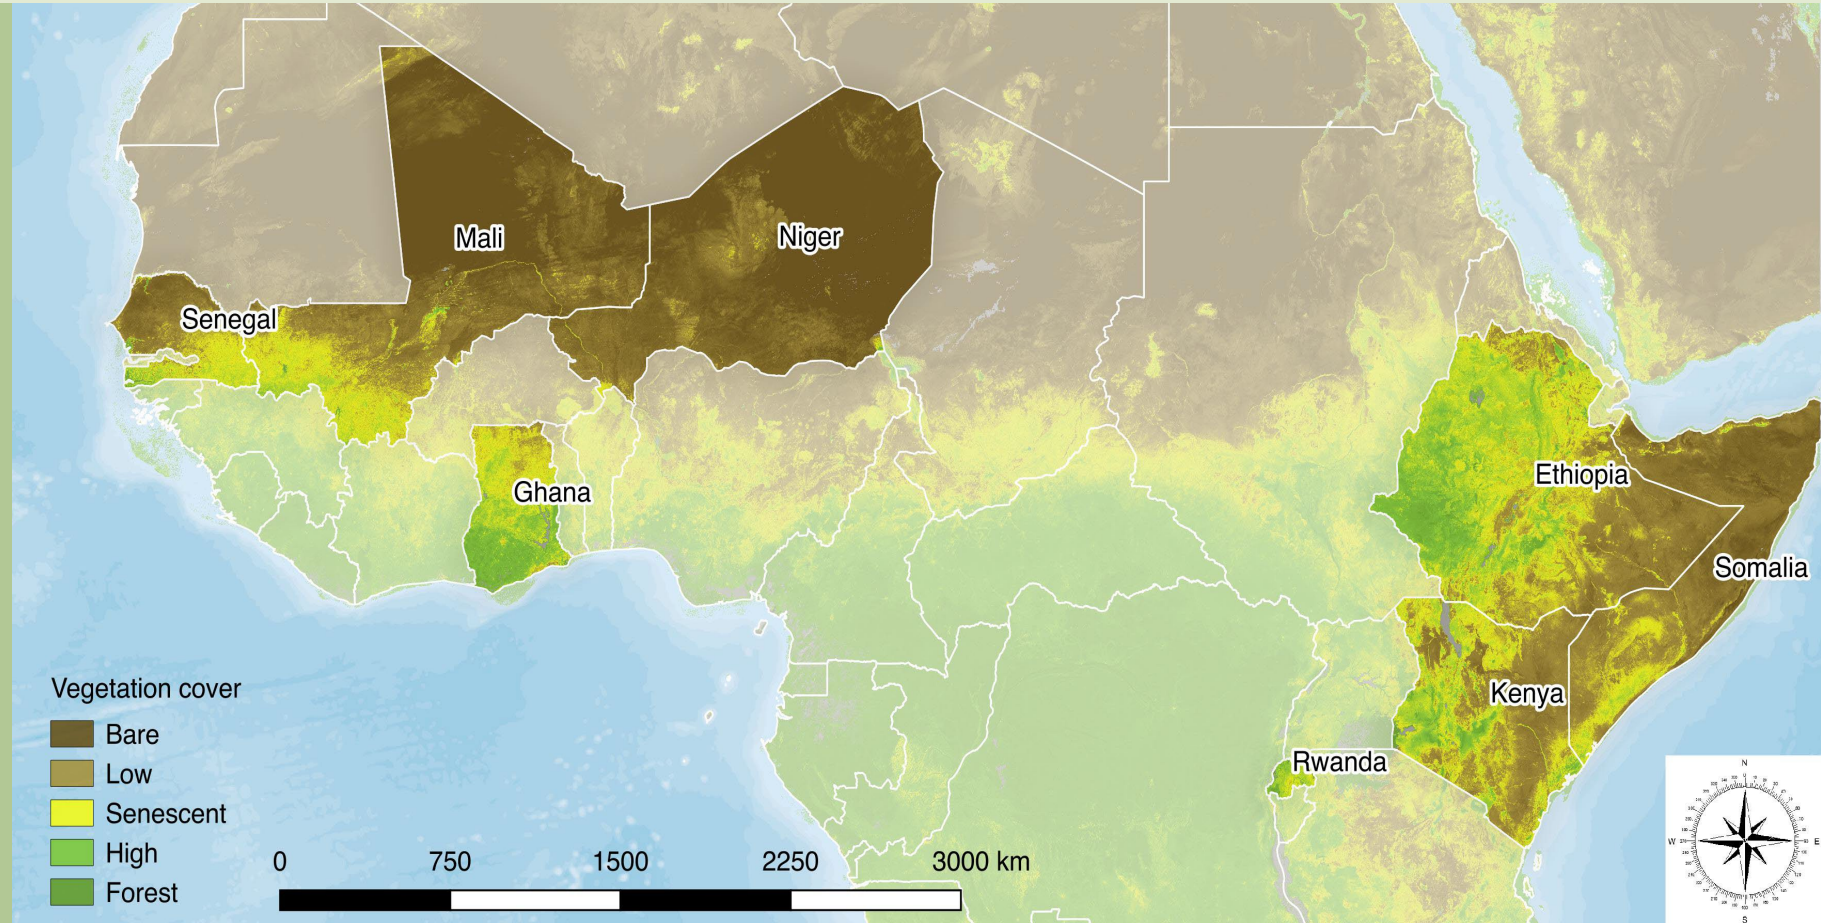 Mali
Niger
Senegal
Ghana
Ethiopia
Somalia
Kenya
Rwanda
Vegetation cover
Bare
Low
Senescent
High
Forest
0 750 1500 2250 3000 km
N
W E
S